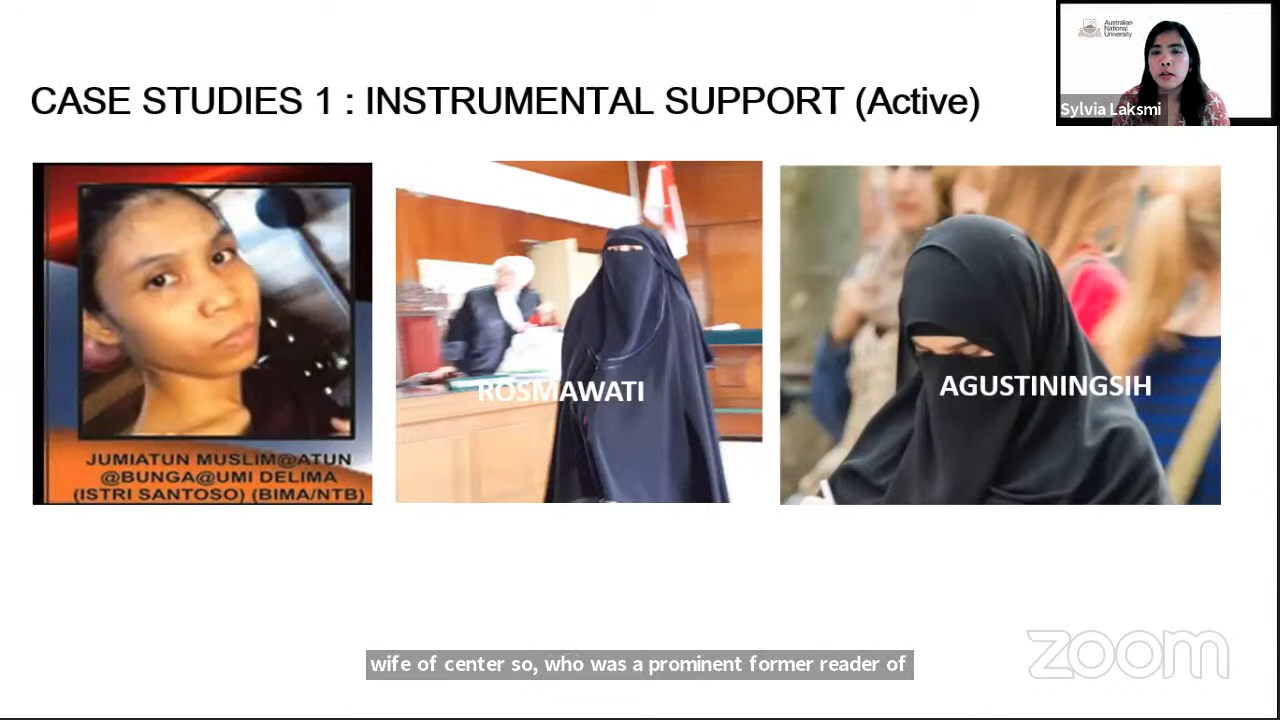 Australian
National
University
Sylvia Laksmi
CASE STUDIES 1 : INSTRUMENTAL SUPPORT (Active)
JUMIATUN MUSLIM@ATUN
@BUNGA@UMI DELIMA
(ISTRI SANTOSO) (BIMA/NTB)
ROSMAWATI
AGUSTININGSIH
wife of center so, who was a prominent former reader of
zoom